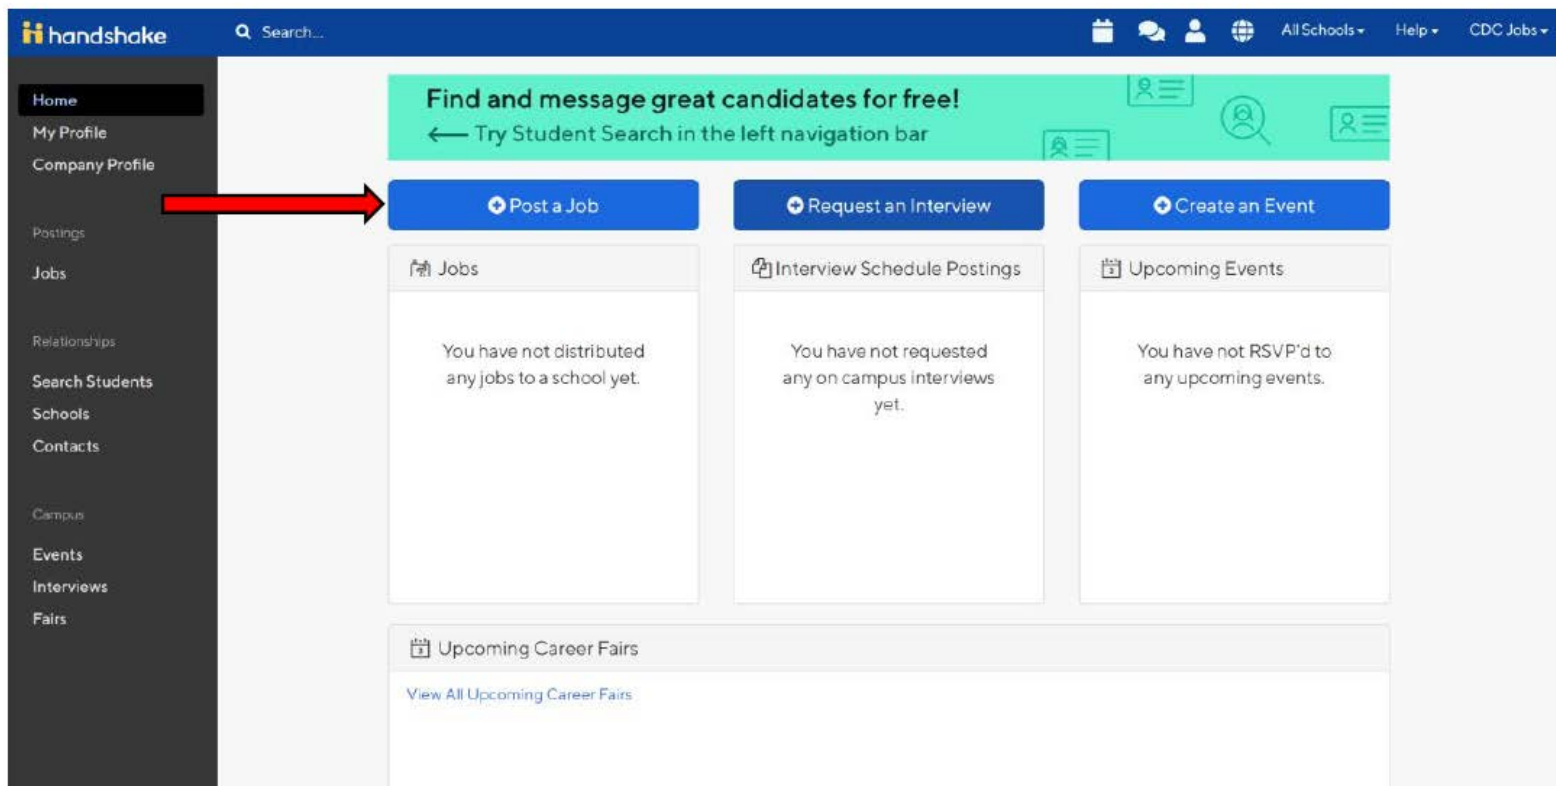 handshake
Search...
All Schools
Help
CDC Jobs
Home
My Profile
Company Profile
Postings
Jobs
Relationships
Search Students
Schools
Contacts
Campus
Events
Interviews
Fairs
Find and message great candidates for free!
Try Student Search in the left navigation bar
Post a Job
Request an Interview
Create an Event
Jobs
You have not distributed
any jobs to a school yet.
Interview Schedule Postings
You have not requested
any on campus interviews
yet.
Upcoming Events
You have not RSVP'd to
any upcoming events.
Upcoming Career Fairs
View All Upcoming Career Fairs